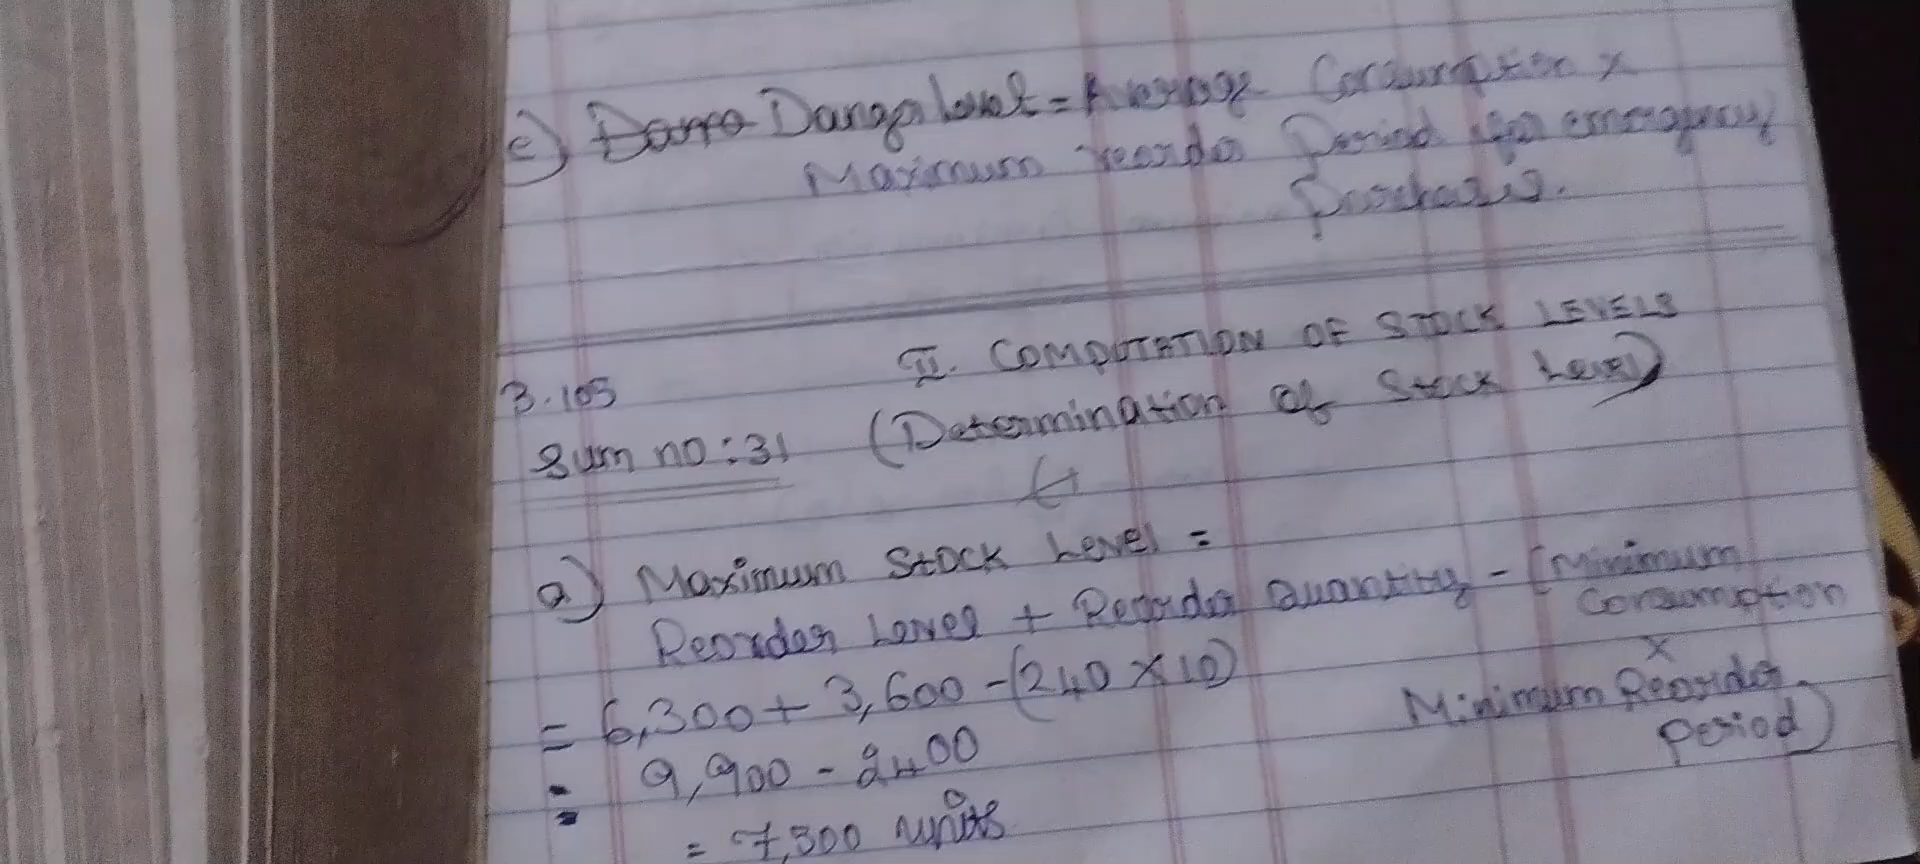 e) Danger level = Average Consumption x
Maximum reorder Period for emergency
Purchases.
II. COMPUTATION OF STOCK LEVELS
3.105
(Determination of Stock Level)
Sum no : 31
a) Maximum Stock Level =
Reorder Level + Reorder Quantity - [Minimum
Consumption
x
Minimum Reorder
period)
= 6,300 + 3,600 - (240 x 10)
= 9,900 - 2400
= 7,500 units